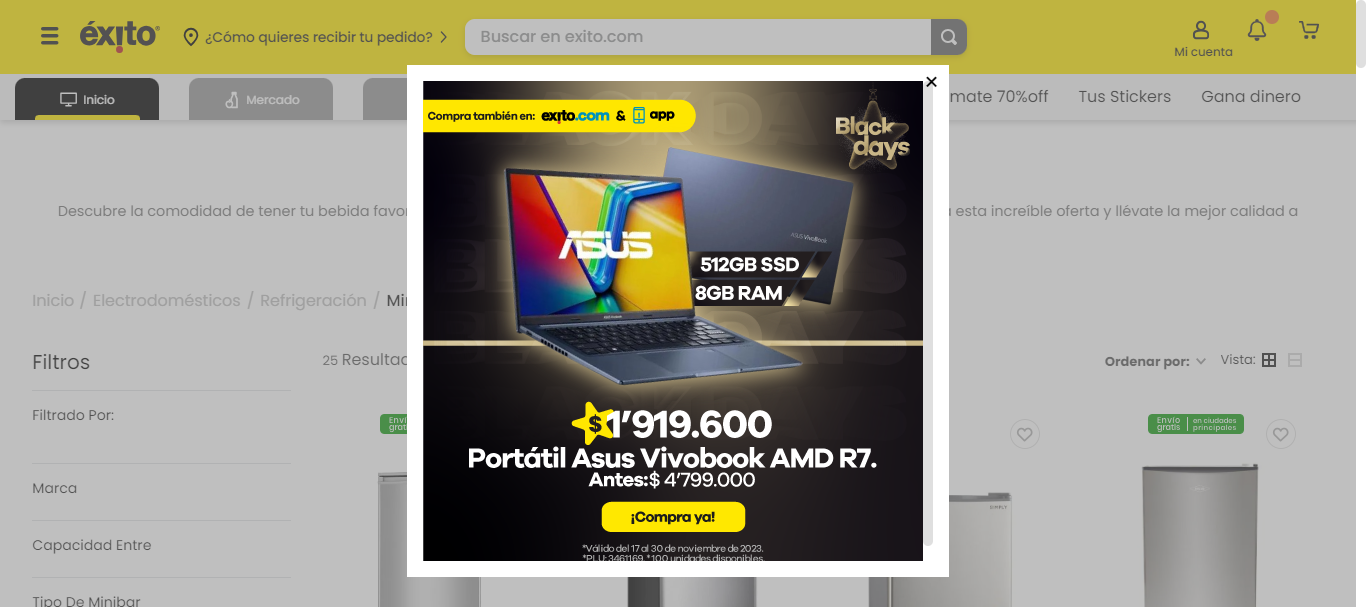 éxito
¿Cómo quieres recibir tu pedido?
Buscar en exito.com
Mi cuenta
Inicio
Mercado
mate 70%off
Tus Stickers
Gana dinero
Descubre la comodidad de tener tu bebida favor
esta increíble oferta y llévate la mejor calidad a
Inicio / Electrodomésticos / Refrigeración /
Filtros
25 Resultad
Ordenar por:
Vista:
Filtrado Por:
Marca
Capacidad Entre
Tipo De Minibar
Envío
gratis
Envío gratis
en ciudades principales
SIMPLY
Compra también en: exito.com & app
Black
days
ASUS
ASUS VivoBook
512GB SSD
8GB RAM
$1'919.600
Portátil Asus Vivobook AMD R7.
Antes:$ 4'799.000
¡Compra ya!
*Válido del 17 al 30 de noviembre de 2023.
*PLU:3461169. *100 unidades disponibles.